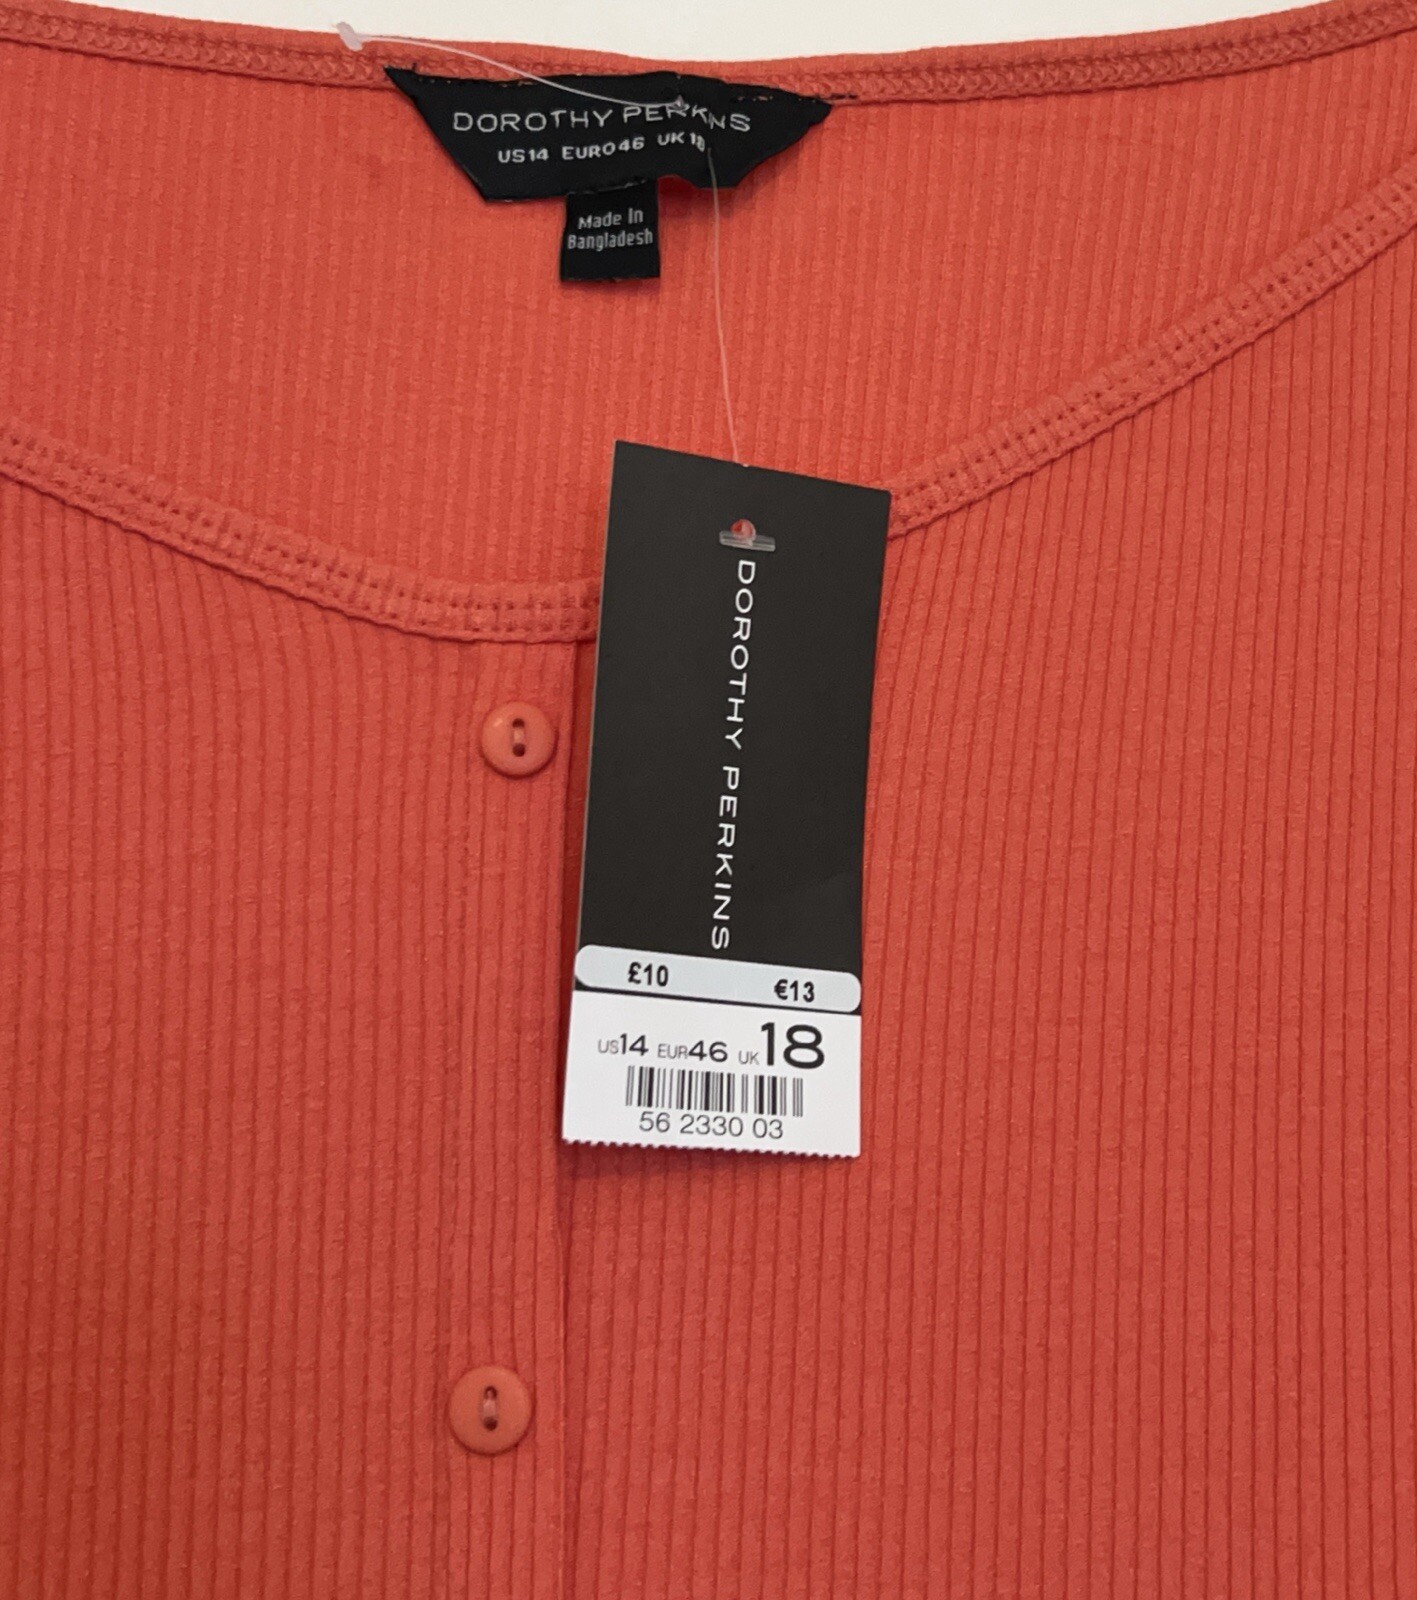 DOROTHY PERKINS
US14 EURO46 UK 18
Made In
Bangladesh
DOROTHY PERKINS
£10 €13
US14 EUR46 UK18
56 2330 03